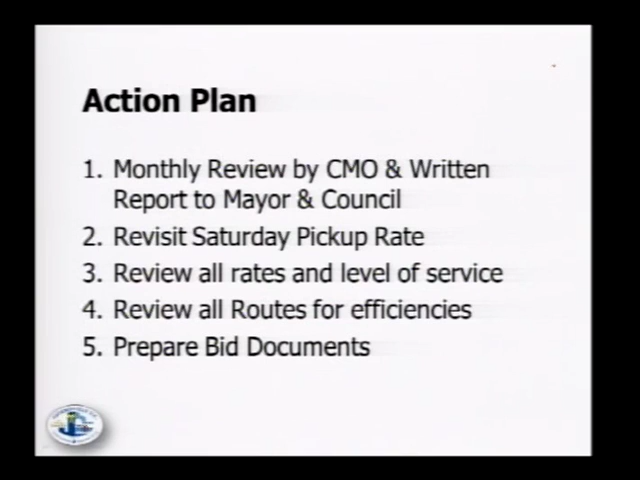 Action Plan
1. Monthly Review by CMO & Written
Report to Mayor & Council
2. Revisit Saturday Pickup Rate
3. Review all rates and level of service
4. Review all Routes for efficiencies
5. Prepare Bid Documents